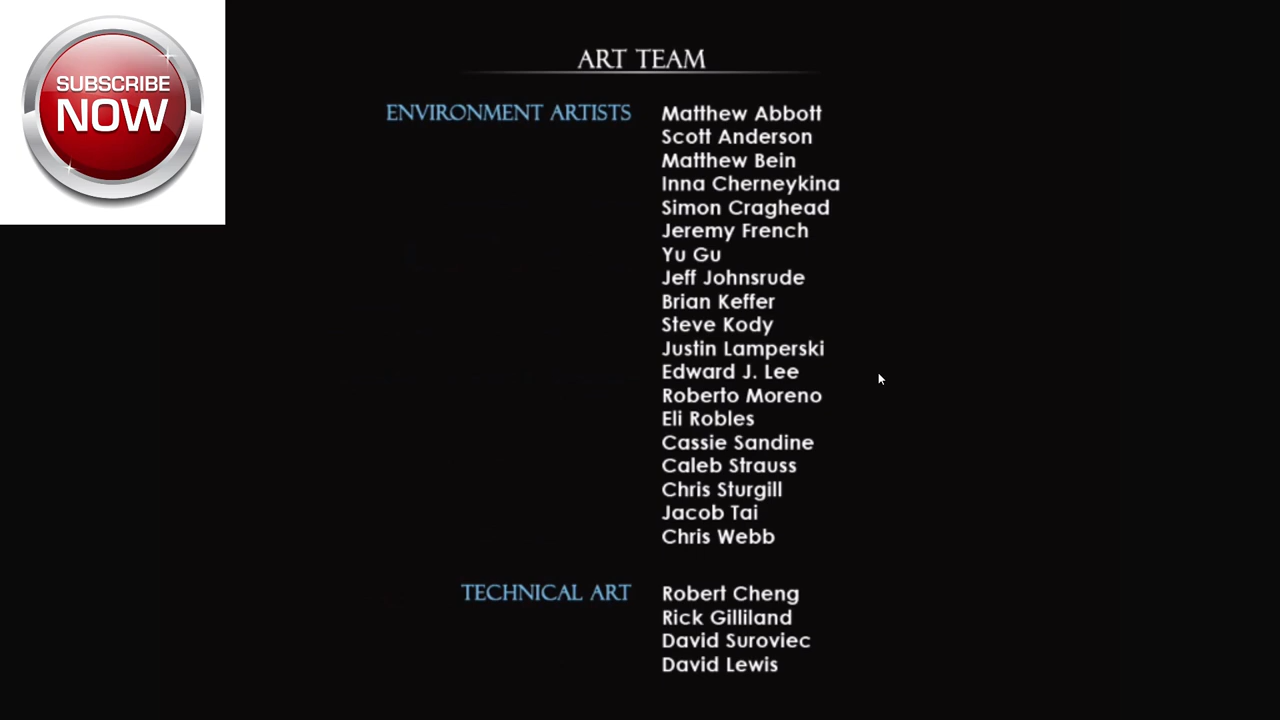 SUBSCRIBE
NOW
ART TEAM
ENVIRONMENT ARTISTS Matthew Abbott
Scott Anderson
Matthew Bein
Inna Cherneykina
Simon Craghead
Jeremy French
Yu Gu
Jeff Johnsrude
Brian Keffer
Steve Kody
Justin Lamperski
Edward J. Lee
Roberto Moreno
Eli Robles
Cassie Sandine
Caleb Strauss
Chris Sturgill
Jacob Tai
Chris Webb
TECHNICAL ART Robert Cheng
Rick Gilliland
David Suroviec
David Lewis